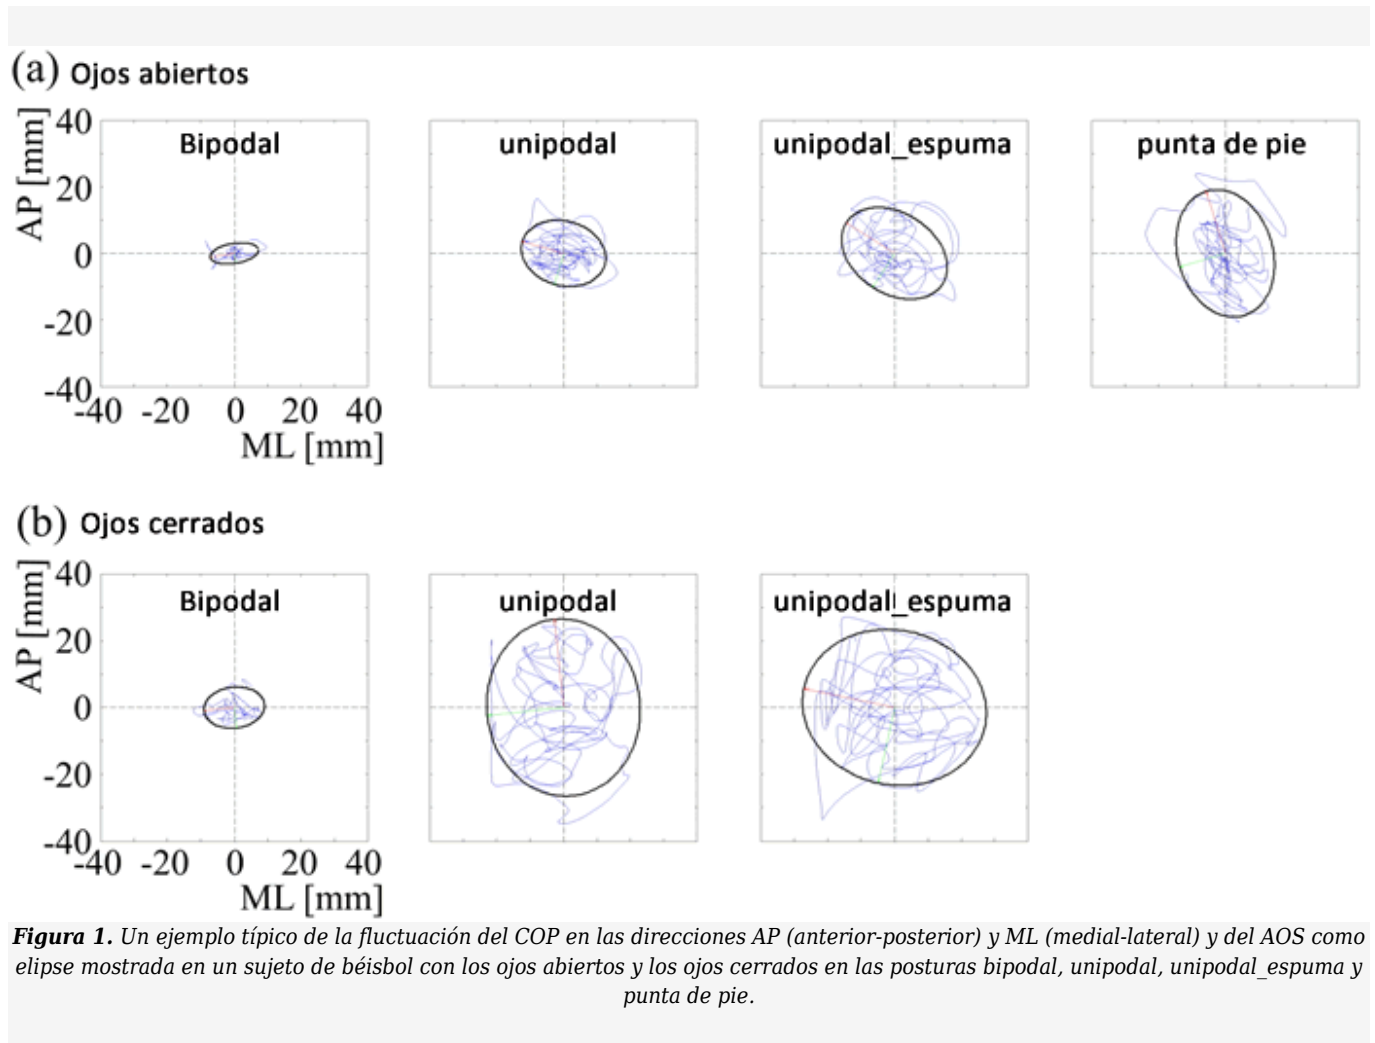 (a) Ojos abiertos
AP [mm]
40
20
0
-20
-40
Bipodal
unipodal
unipodal_espuma
punta de pie
-40 -20 0 20 40
ML [mm]
(b) Ojos cerrados
AP [mm]
40
20
0
-20
-40
Bipodal
unipodal
unipodal_espuma
-40 -20 0 20 40
ML [mm]
Figura 1. Un ejemplo típico de la fluctuación del COP en las direcciones AP (anterior-posterior) y ML (medial-lateral) y del AOS como
elipse mostrada en un sujeto de béisbol con los ojos abiertos y los ojos cerrados en las posturas bipodal, unipodal, unipodal_espuma y
punta de pie.